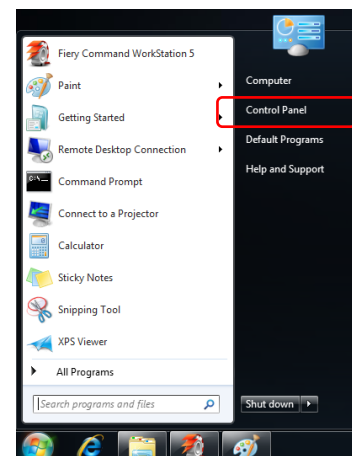 Fiery Command WorkStation 5
Paint
Getting Started
Remote Desktop Connection
Command Prompt
Connect to a Projector
Calculator
Sticky Notes
Snipping Tool
XPS Viewer
All Programs
Search programs and files
Computer
Control Panel
Default Programs
Help and Support
Shut down